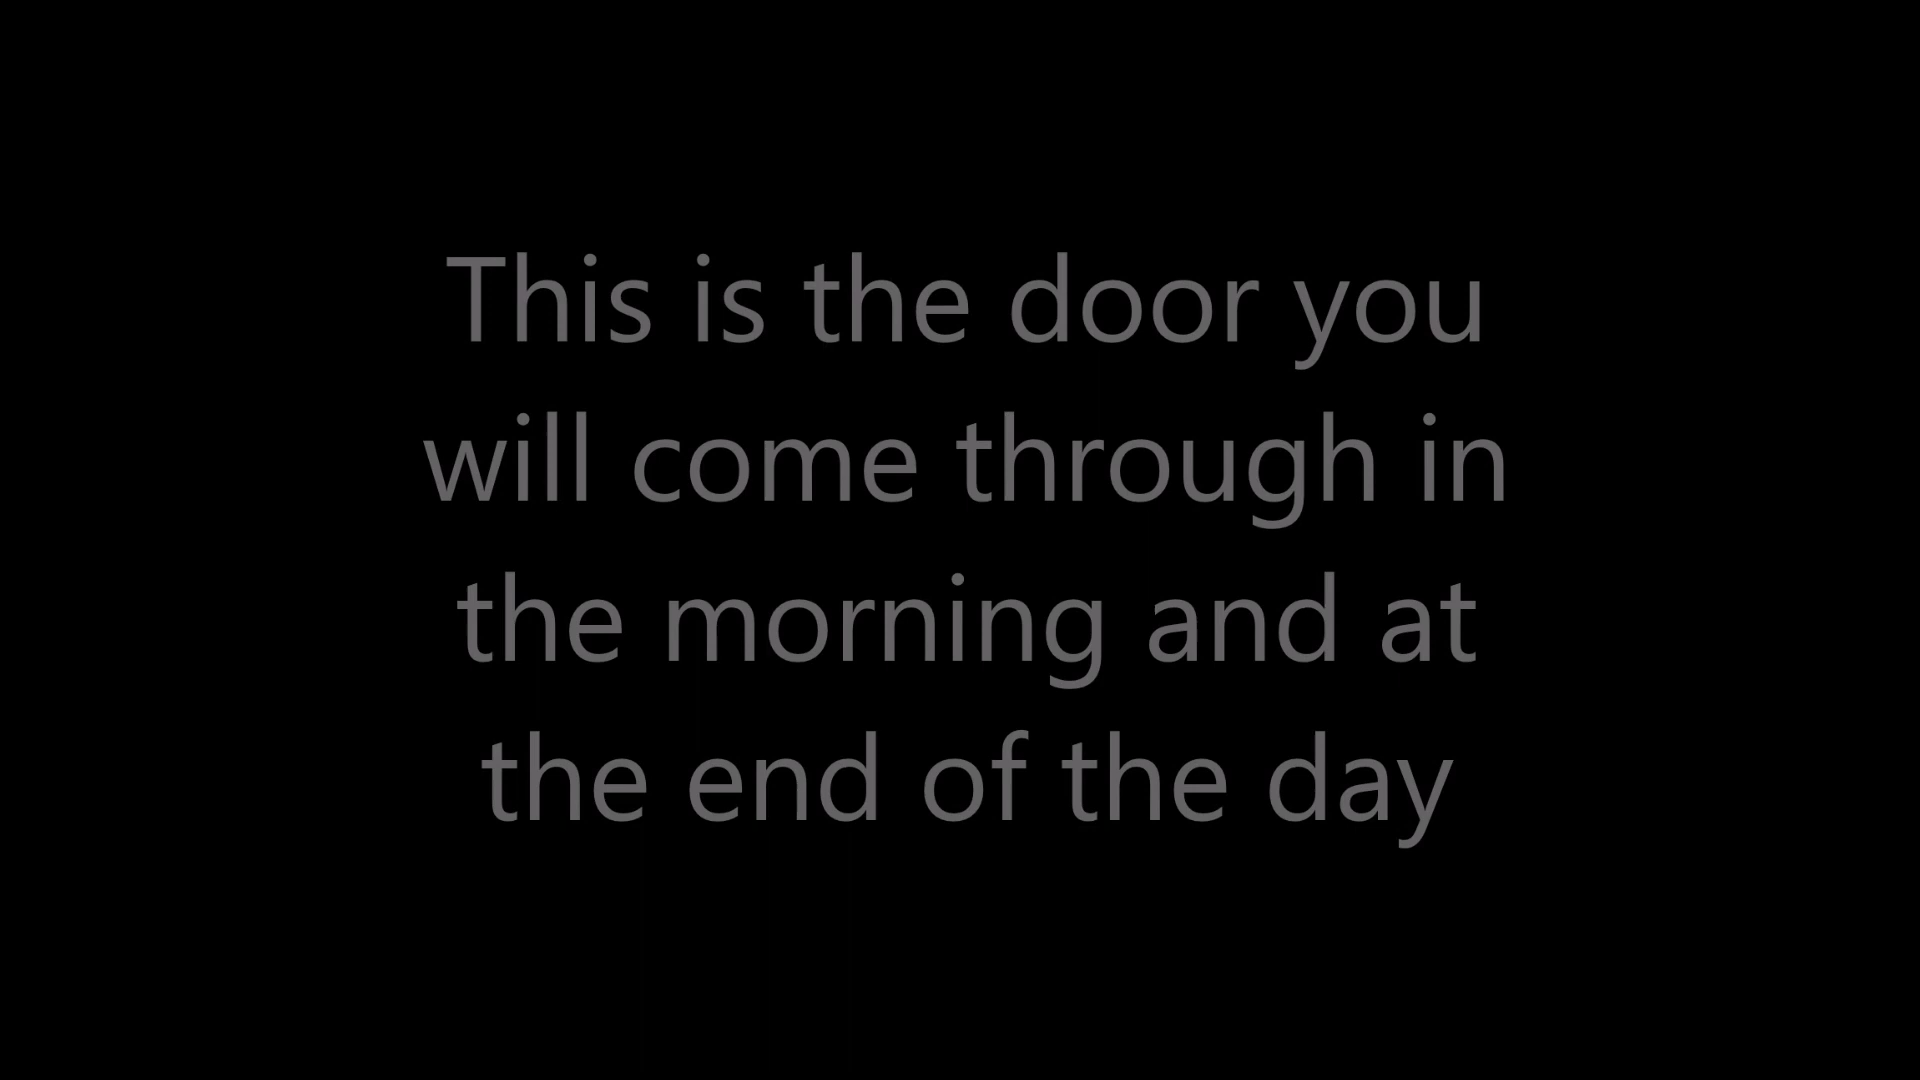 This is the door you
will come through in
the morning and at
the end of the day